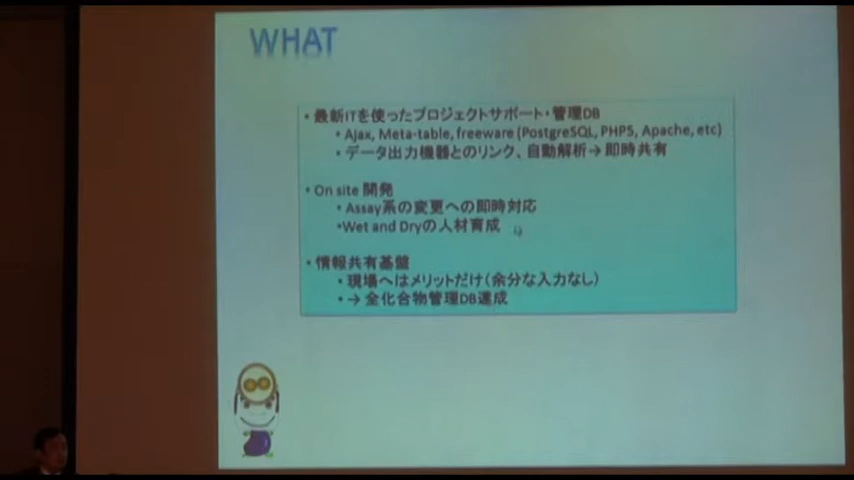 WHAT
・最新ITを使ったプロジェクトサポート・管理DB
・Ajax, Meta-table, freeware (PostgreSQL, PHP5, Apache, etc)
・データ出力機器とのリンク、自動解析→即時共有
・On site 開発
・Assay系の変更への即時対応
・Wet and Dryの人材育成
・情報共有基盤
・現場へはメリットだけ(余分な入力なし)
・→ 全化合物管理DB達成